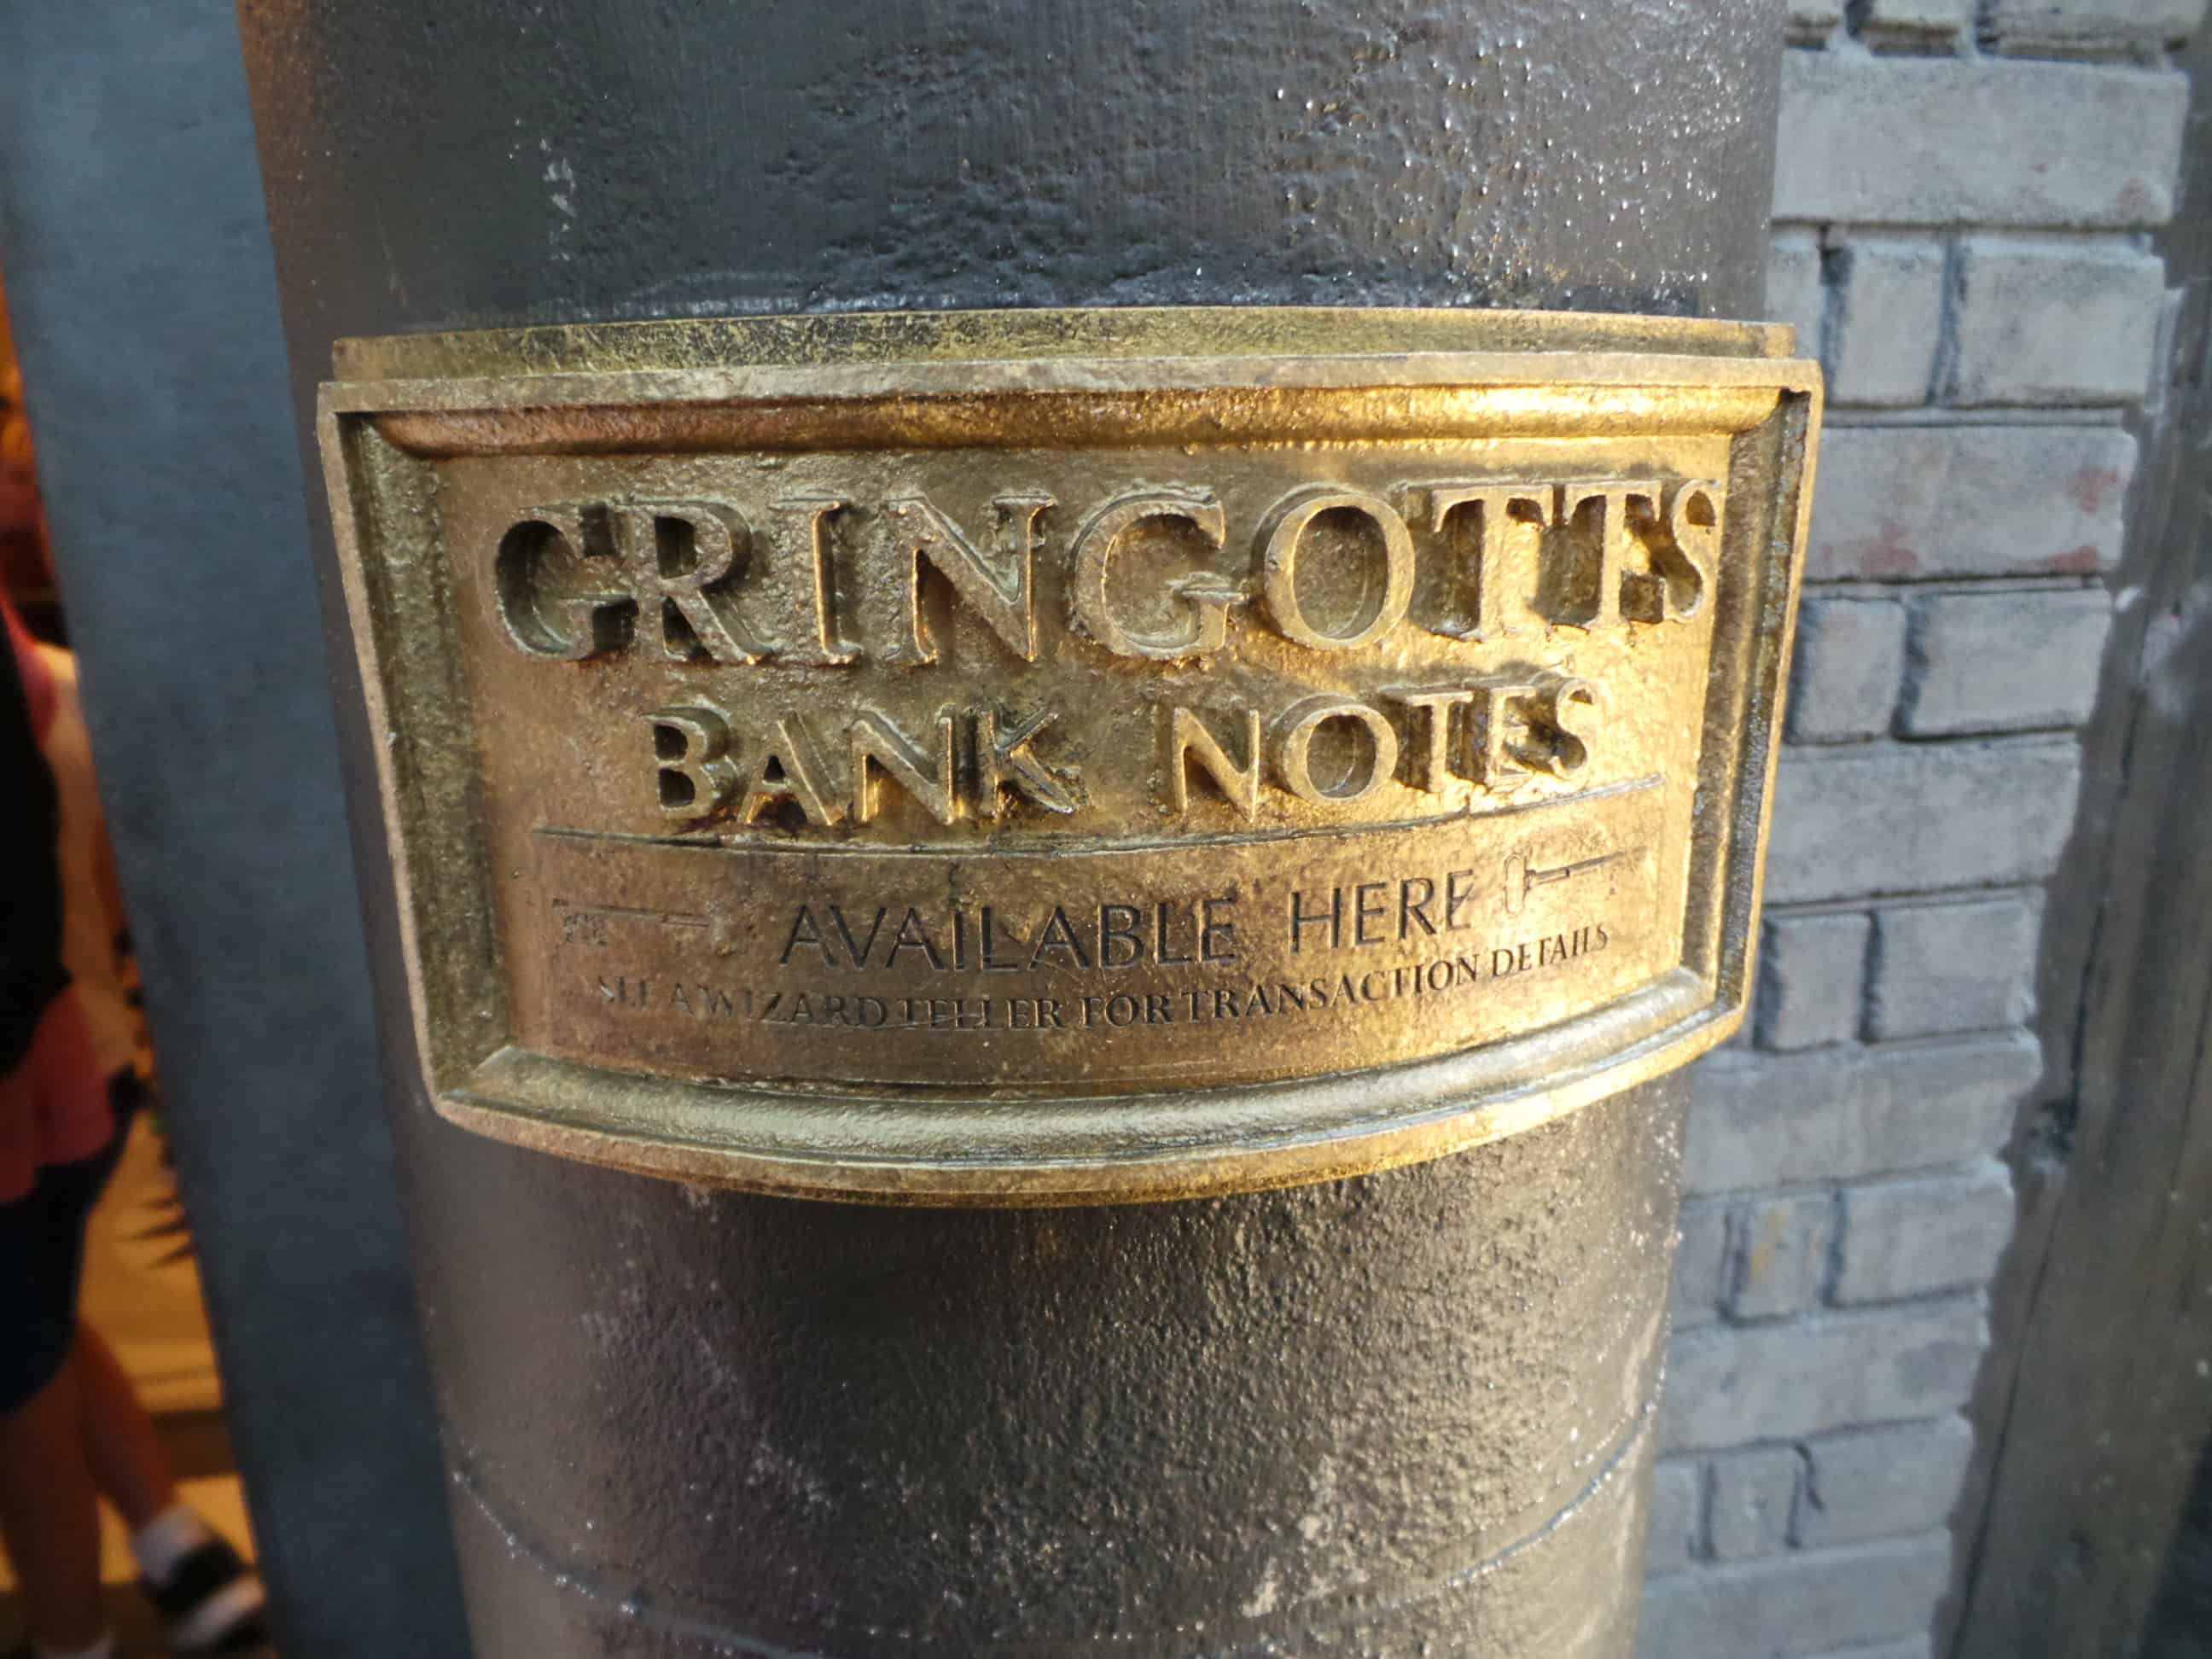 GRINGOTTS
BANK NOTES
AVAILABLE HERE
SEE A WIZARD TELLER FOR TRANSACTION DETAILS